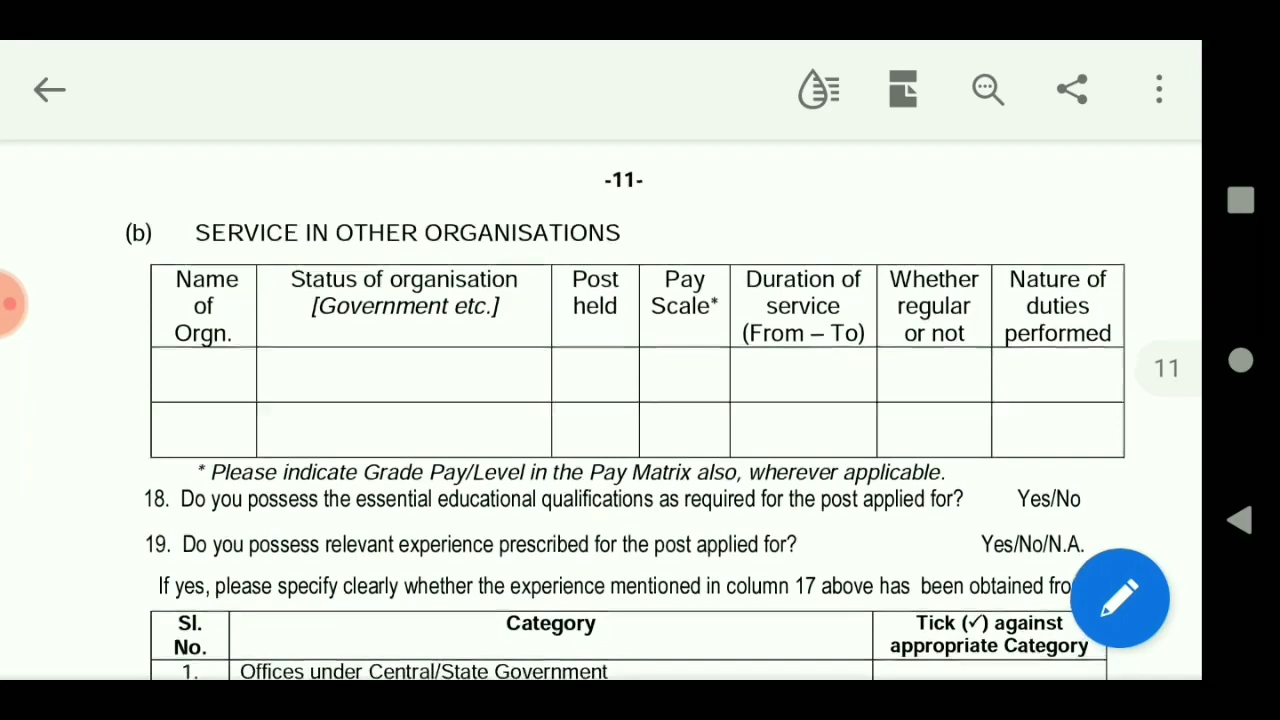 -11-
(b) SERVICE IN OTHER ORGANISATIONS
Name of Orgn. Status of organisation [Government etc.] Post held Pay Scale* Duration of service (From – To) Whether regular or not Nature of duties performed
11
* Please indicate Grade Pay/Level in the Pay Matrix also, wherever applicable.
18. Do you possess the essential educational qualifications as required for the post applied for? Yes/No
19. Do you possess relevant experience prescribed for the post applied for? Yes/No/N.A.
If yes, please specify clearly whether the experience mentioned in column 17 above has been obtained fro
Sl. No. Category Tick (✓) against appropriate Category
1. Offices under Central/State Government